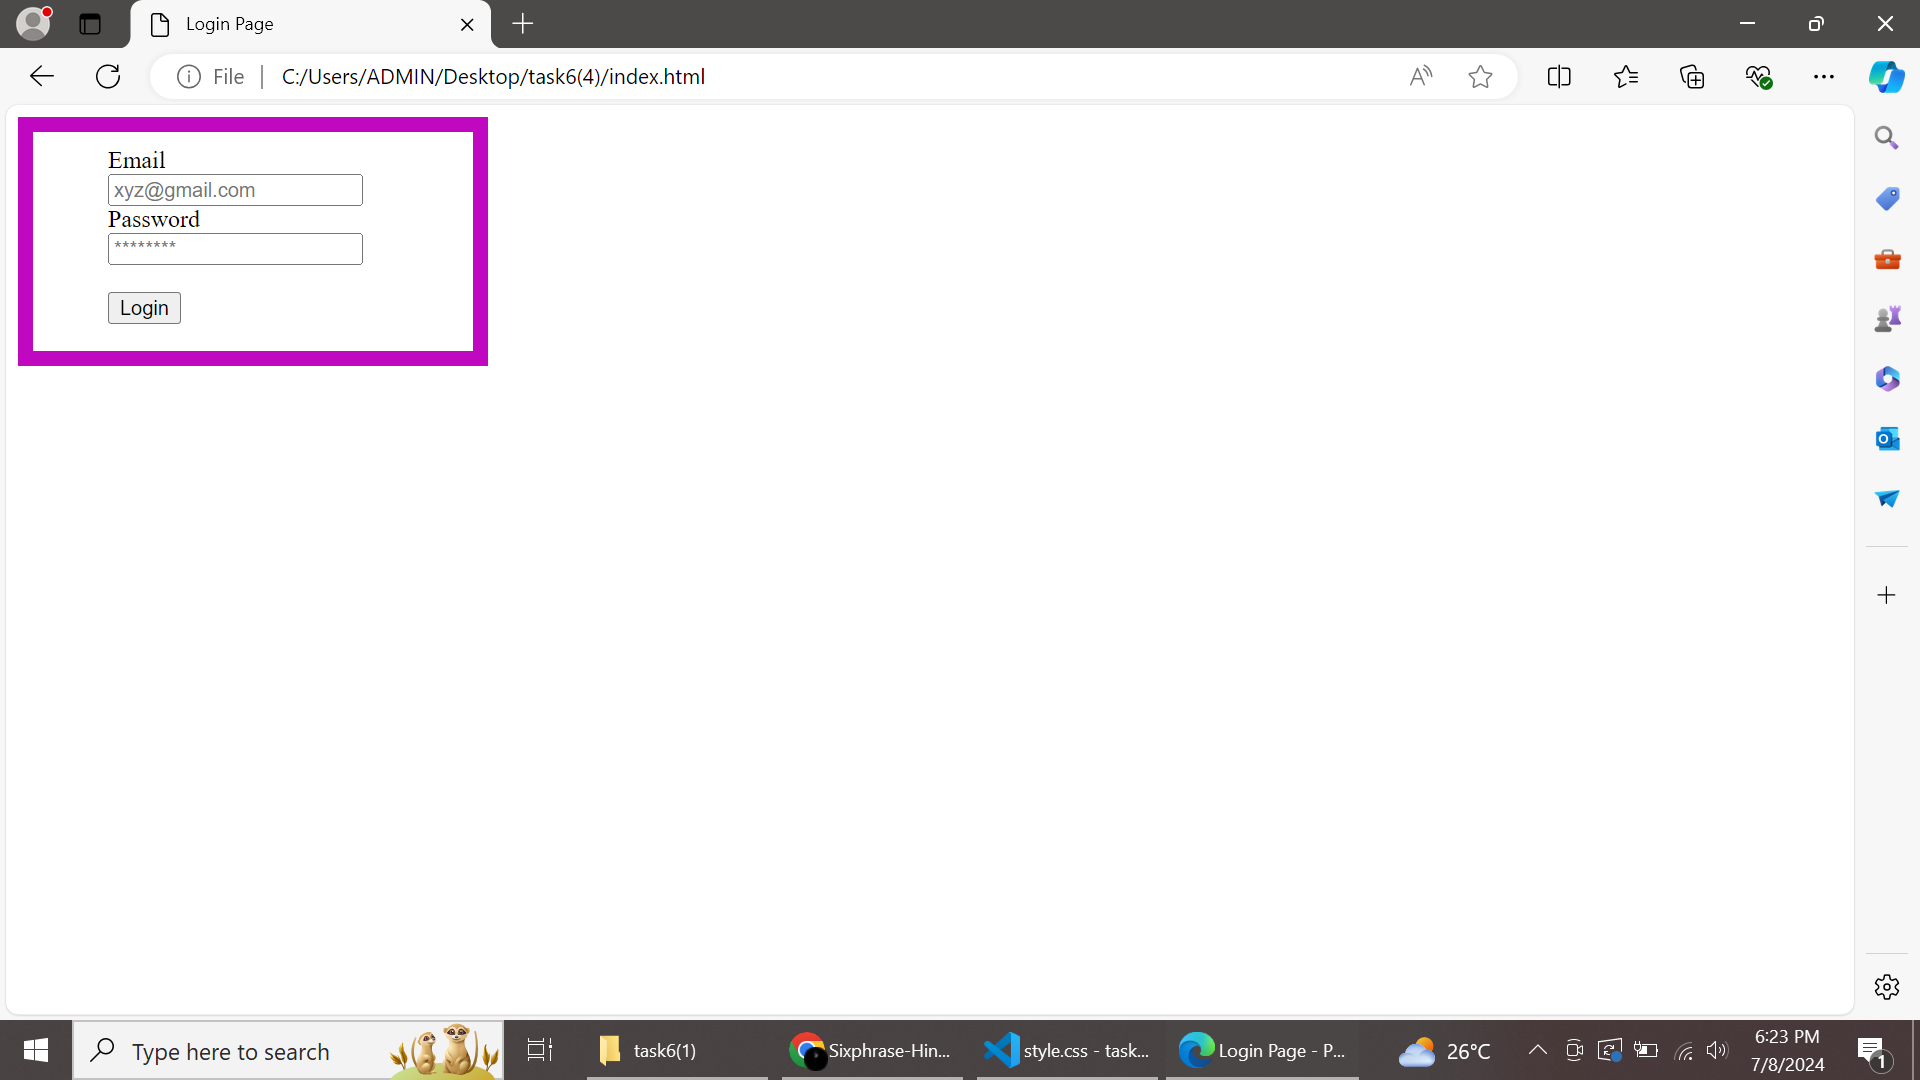 Login Page
File
C:/Users/ADMIN/Desktop/task6(4)/index.html
Email
xyz@gmail.com
Password
********
Login
Type here to search
task6(1)
Sixphrase-Hin...
style.css - task...
Login Page - P...
26°C
6:23 PM
7/8/2024
1